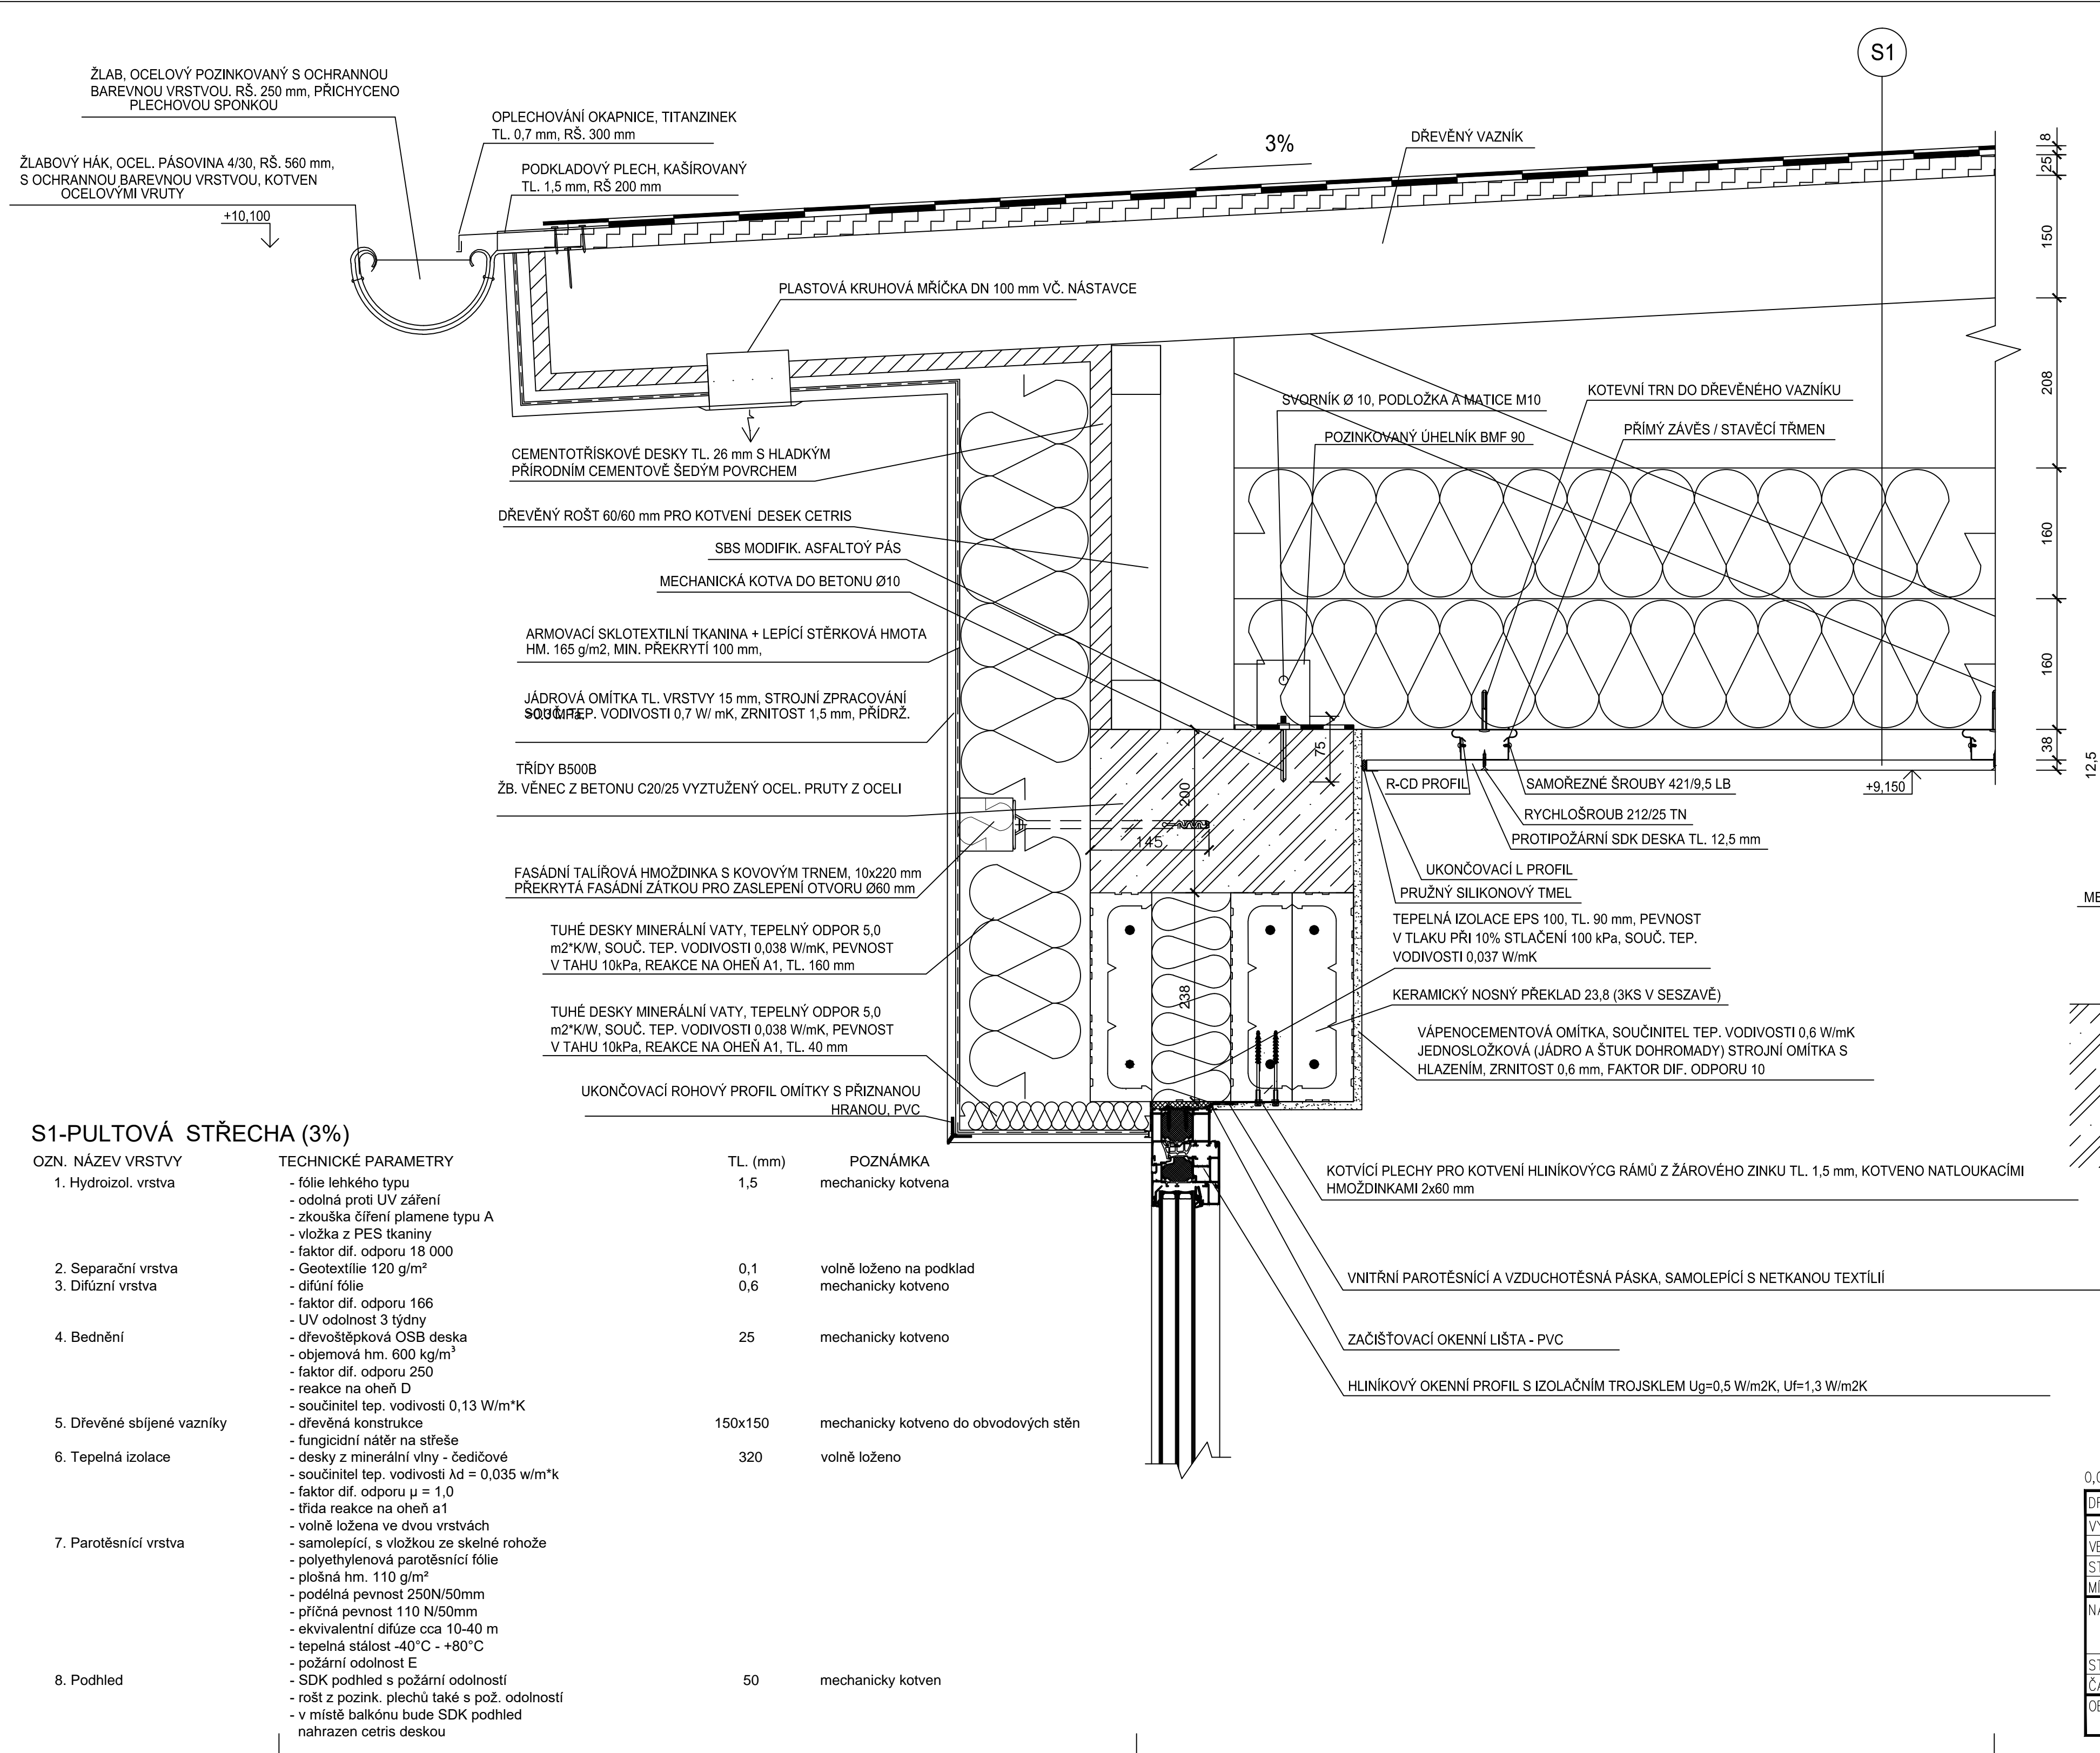 S1
ŽLAB, OCELOVÝ POZINKOVANÝ S OCHRANNOU
BAREVNOU VRSTVOU. RŠ. 250 mm, PŘICHYCENO
PLECHOVOU SPONKOU
OPLECHOVÁNÍ OKAPNICE, TITANZINEK
TL. 0,7 mm, RŠ. 300 mm
ŽLABOVÝ HÁK, OCEL. PÁSOVINA 4/30, RŠ. 560 mm,
S OCHRANNOU BAREVNOU VRSTVOU, KOTVEN
OCELOVÝMI VRUTY
PODKLADOVÝ PLECH, KAŠÍROVANÝ
TL. 1,5 mm, RŠ 200 mm
+10,100
3%
DŘEVĚNÝ VAZNÍK
8
25
150
208
160
160
38
12,5
PLASTOVÁ KRUHOVÁ MŘÍČKA DN 100 mm VČ. NÁSTAVCE
KOTEVNÍ TRN DO DŘEVĚNÉHO VAZNÍKU
SVORNÍK Ø 10, PODLOŽKA A MATICE M10
PŘÍMÝ ZÁVĚS / STAVĚCÍ TŘMEN
POZINKOVANÝ ÚHELNÍK BMF 90
CEMENTOTŘÍSKOVÉ DESKY TL. 26 mm S HLADKÝM
PŘÍRODNÍM CEMENTOVĚ ŠEDÝM POVRCHEM
DŘEVĚNÝ ROŠT 60/60 mm PRO KOTVENÍ DESEK CETRIS
SBS MODIFIK. ASFALTOÝ PÁS
MECHANICKÁ KOTVA DO BETONU Ø10
ARMOVACÍ SKLOTEXTILNÍ TKANINA + LEPÍCÍ STĚRKOVÁ HMOTA
HM. 165 g/m2, MIN. PŘEKRYTÍ 100 mm,
JÁDROVÁ OMÍTKA TL. VRSTVY 15 mm, STROJNÍ ZPRACOVÁNÍ
SOUČ. TEP. VODIVOSTI 0,7 W/ mK, ZRNITOST 1,5 mm, PŘÍDRŽ.
>0,3 MPa.
TŘÍDY B500B
ŽB. VĚNEC Z BETONU C20/25 VYZTUŽENÝ OCEL. PRUTY Z OCELI
75
200
145
238
R-CD PROFIL
SAMOŘEZNÉ ŠROUBY 421/9,5 LB
+9,150
RYCHLOŠROUB 212/25 TN
PROTIPOŽÁRNÍ SDK DESKA TL. 12,5 mm
UKONČOVACÍ L PROFIL
PRUŽNÝ SILIKONOVÝ TMEL
FASÁDNÍ TALÍŘOVÁ HMOŽDINKA S KOVOVÝM TRNEM, 10x220 mm
PŘEKRYTÁ FASÁDNÍ ZÁTKOU PRO ZASLEPENÍ OTVORU Ø60 mm
TEPELNÁ IZOLACE EPS 100, TL. 90 mm, PEVNOST
V TLAKU PŘI 10% STLAČENÍ 100 kPa, SOUČ. TEP.
VODIVOSTI 0,037 W/mK
TUHÉ DESKY MINERÁLNÍ VATY, TEPELNÝ ODPOR 5,0
m2*K/W, SOUČ. TEP. VODIVOSTI 0,038 W/mK, PEVNOST
V TAHU 10kPa, REAKCE NA OHEŇ A1, TL. 160 mm
KERAMICKÝ NOSNÝ PŘEKLAD 23,8 (3KS V SESZAVĚ)
TUHÉ DESKY MINERÁLNÍ VATY, TEPELNÝ ODPOR 5,0
m2*K/W, SOUČ. TEP. VODIVOSTI 0,038 W/mK, PEVNOST
V TAHU 10kPa, REAKCE NA OHEŇ A1, TL. 40 mm
VÁPENOCEMENTOVÁ OMÍTKA, SOUČINITEL TEP. VODIVOSTI 0,6 W/mK
JEDNOSLOŽKOVÁ (JÁDRO A ŠTUK DOHROMADY) STROJNÍ OMÍTKA S
HLAZENÍM, ZRNITOST 0,6 mm, FAKTOR DIF. ODPORU 10
UKONČOVACÍ ROHOVÝ PROFIL OMÍTKY S PŘIZNANOU
HRANOU, PVC
KOTVÍCÍ PLECHY PRO KOTVENÍ HLINÍKOVÝCG RÁMŮ Z ŽÁROVÉHO ZINKU TL. 1,5 mm, KOTVENO NATLOUKACÍMI
HMOŽDINKAMI 2x60 mm
VNITŘNÍ PAROTĚSNÍCÍ A VZDUCHOTĚSNÁ PÁSKA, SAMOLEPÍCÍ S NETKANOU TEXTÍLIÍ
ZAČIŠŤOVACÍ OKENNÍ LIŠTA - PVC
HLINÍKOVÝ OKENNÍ PROFIL S IZOLAČNÍM TROJSKLEM Ug=0,5 W/m2K, Uf=1,3 W/m2K
S1-PULTOVÁ STŘECHA (3%)
OZN. NÁZEV VRSTVY TECHNICKÉ PARAMETRY TL. (mm) POZNÁMKA
1. Hydroizol. vrstva - fólie lehkého typu 1,5 mechanicky kotvena
- odolná proti UV záření
- zkouška číření plamene typu A
- vložka z PES tkaniny
- faktor dif. odporu 18 000
2. Separační vrstva - Geotextílie 120 g/m² 0,1 volně loženo na podklad
3. Difúzní vrstva - difúní fólie 0,6 mechanicky kotveno
- faktor dif. odporu 166
- UV odolnost 3 týdny
4. Bednění - dřevoštěpková OSB deska 25 mechanicky kotveno
- objemová hm. 600 kg/m³
- faktor dif. odporu 250
- reakce na oheň D
- součinitel tep. vodivosti 0,13 W/m*K
5. Dřevěné sbíjené vazníky - dřevěná konstrukce 150x150 mechanicky kotveno do obvodových stěn
- fungicidní nátěr na střeše
6. Tepelná izolace - desky z minerální vlny - čedičové 320 volně loženo
- součinitel tep. vodivosti λd = 0,035 w/m*k
- faktor dif. odporu µ = 1,0
- třida reakce na oheň a1
- volně ložena ve dvou vrstvách
7. Parotěsnící vrstva - samolepící, s vložkou ze skelné rohože
- polyethylenová parotěsnící fólie
- plošná hm. 110 g/m²
- podélná pevnost 250N/50mm
- příčná pevnost 110 N/50mm
- ekvivalentní difúze cca 10-40 m
- tepelná stálost -40°C - +80°C
- požární odolnost E
8. Podhled - SDK podhled s požární odolností 50 mechanicky kotven
- rošt z pozink. plechů také s pož. odolností
- v místě balkónu bude SDK podhled
nahrazen cetris deskou